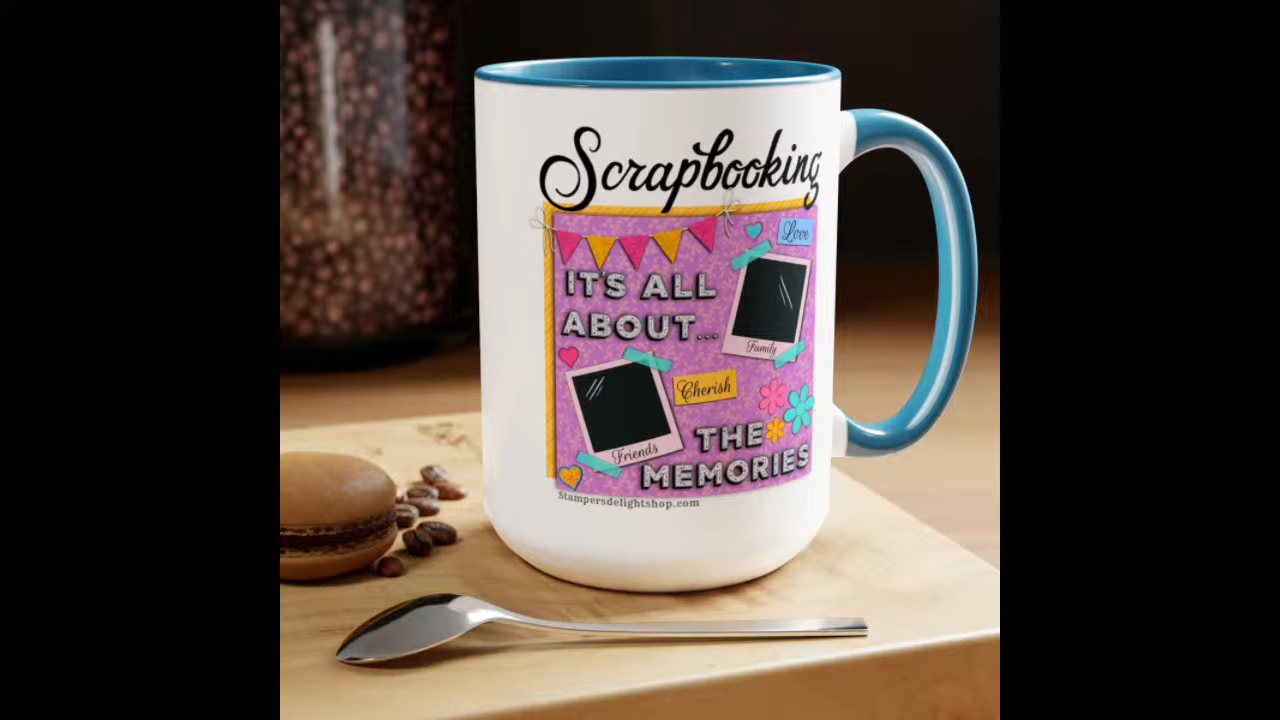 Scrapbooking
Love
IT'S ALL
ABOUT...
Family
Cherish
Friends
THE
MEMORIES
Stampersdelightshop.com